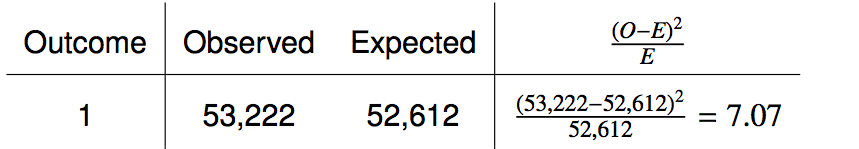 Outcome Observed Expected (O−E)²/E
1 53,222 52,612 (53,222−52,612)²/52,612 = 7.07